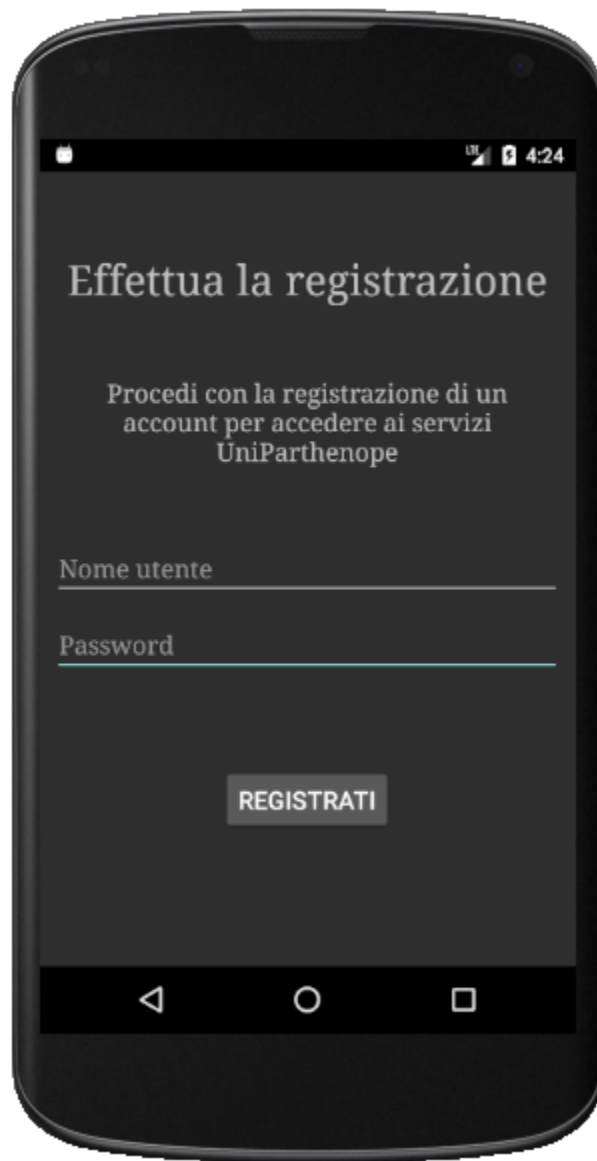 LTE 4:24
Effettua la registrazione
Procedi con la registrazione di un
account per accedere ai servizi
UniParthenope
Nome utente
Password
REGISTRATI